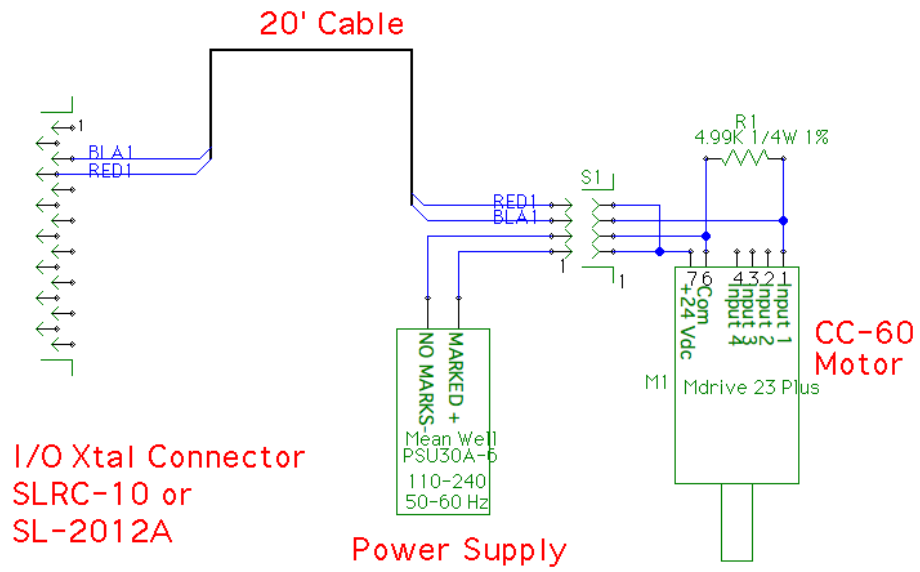 20' Cable
1
BLA1
RED1
R1
4.99K 1/4W 1%
S1
RED1
BLA1
1
1
7 6 4 3 2 1
+24 Vdc
Com
Input 4
Input 3
Input 2
Input 1
CC-60
Motor
M1
Mdrive 23 Plus
NO MARKS-
MARKED +
Mean Well
PSU30A-6
110-240
50-60 Hz
I/O Xtal Connector
SLRC-10 or
SL-2012A
Power Supply